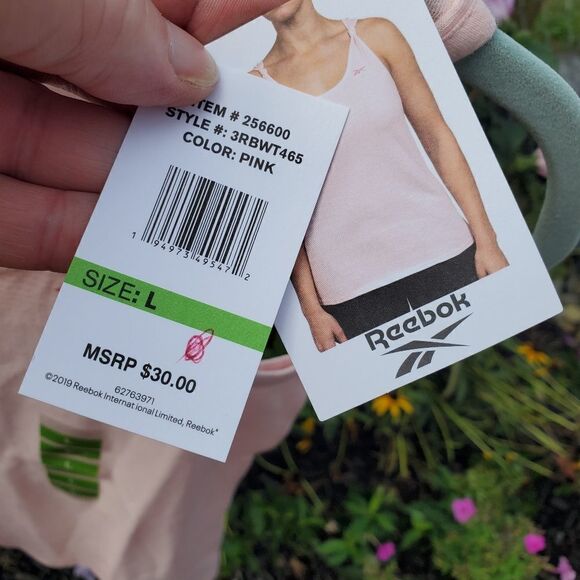 ITEM # 256600
STYLE #: 3RBWT465
COLOR: PINK
1 94973 49547 2
SIZE: L
MSRP $30.00
62763971
©2019 Reebok International Limited, Reebok®
Reebok